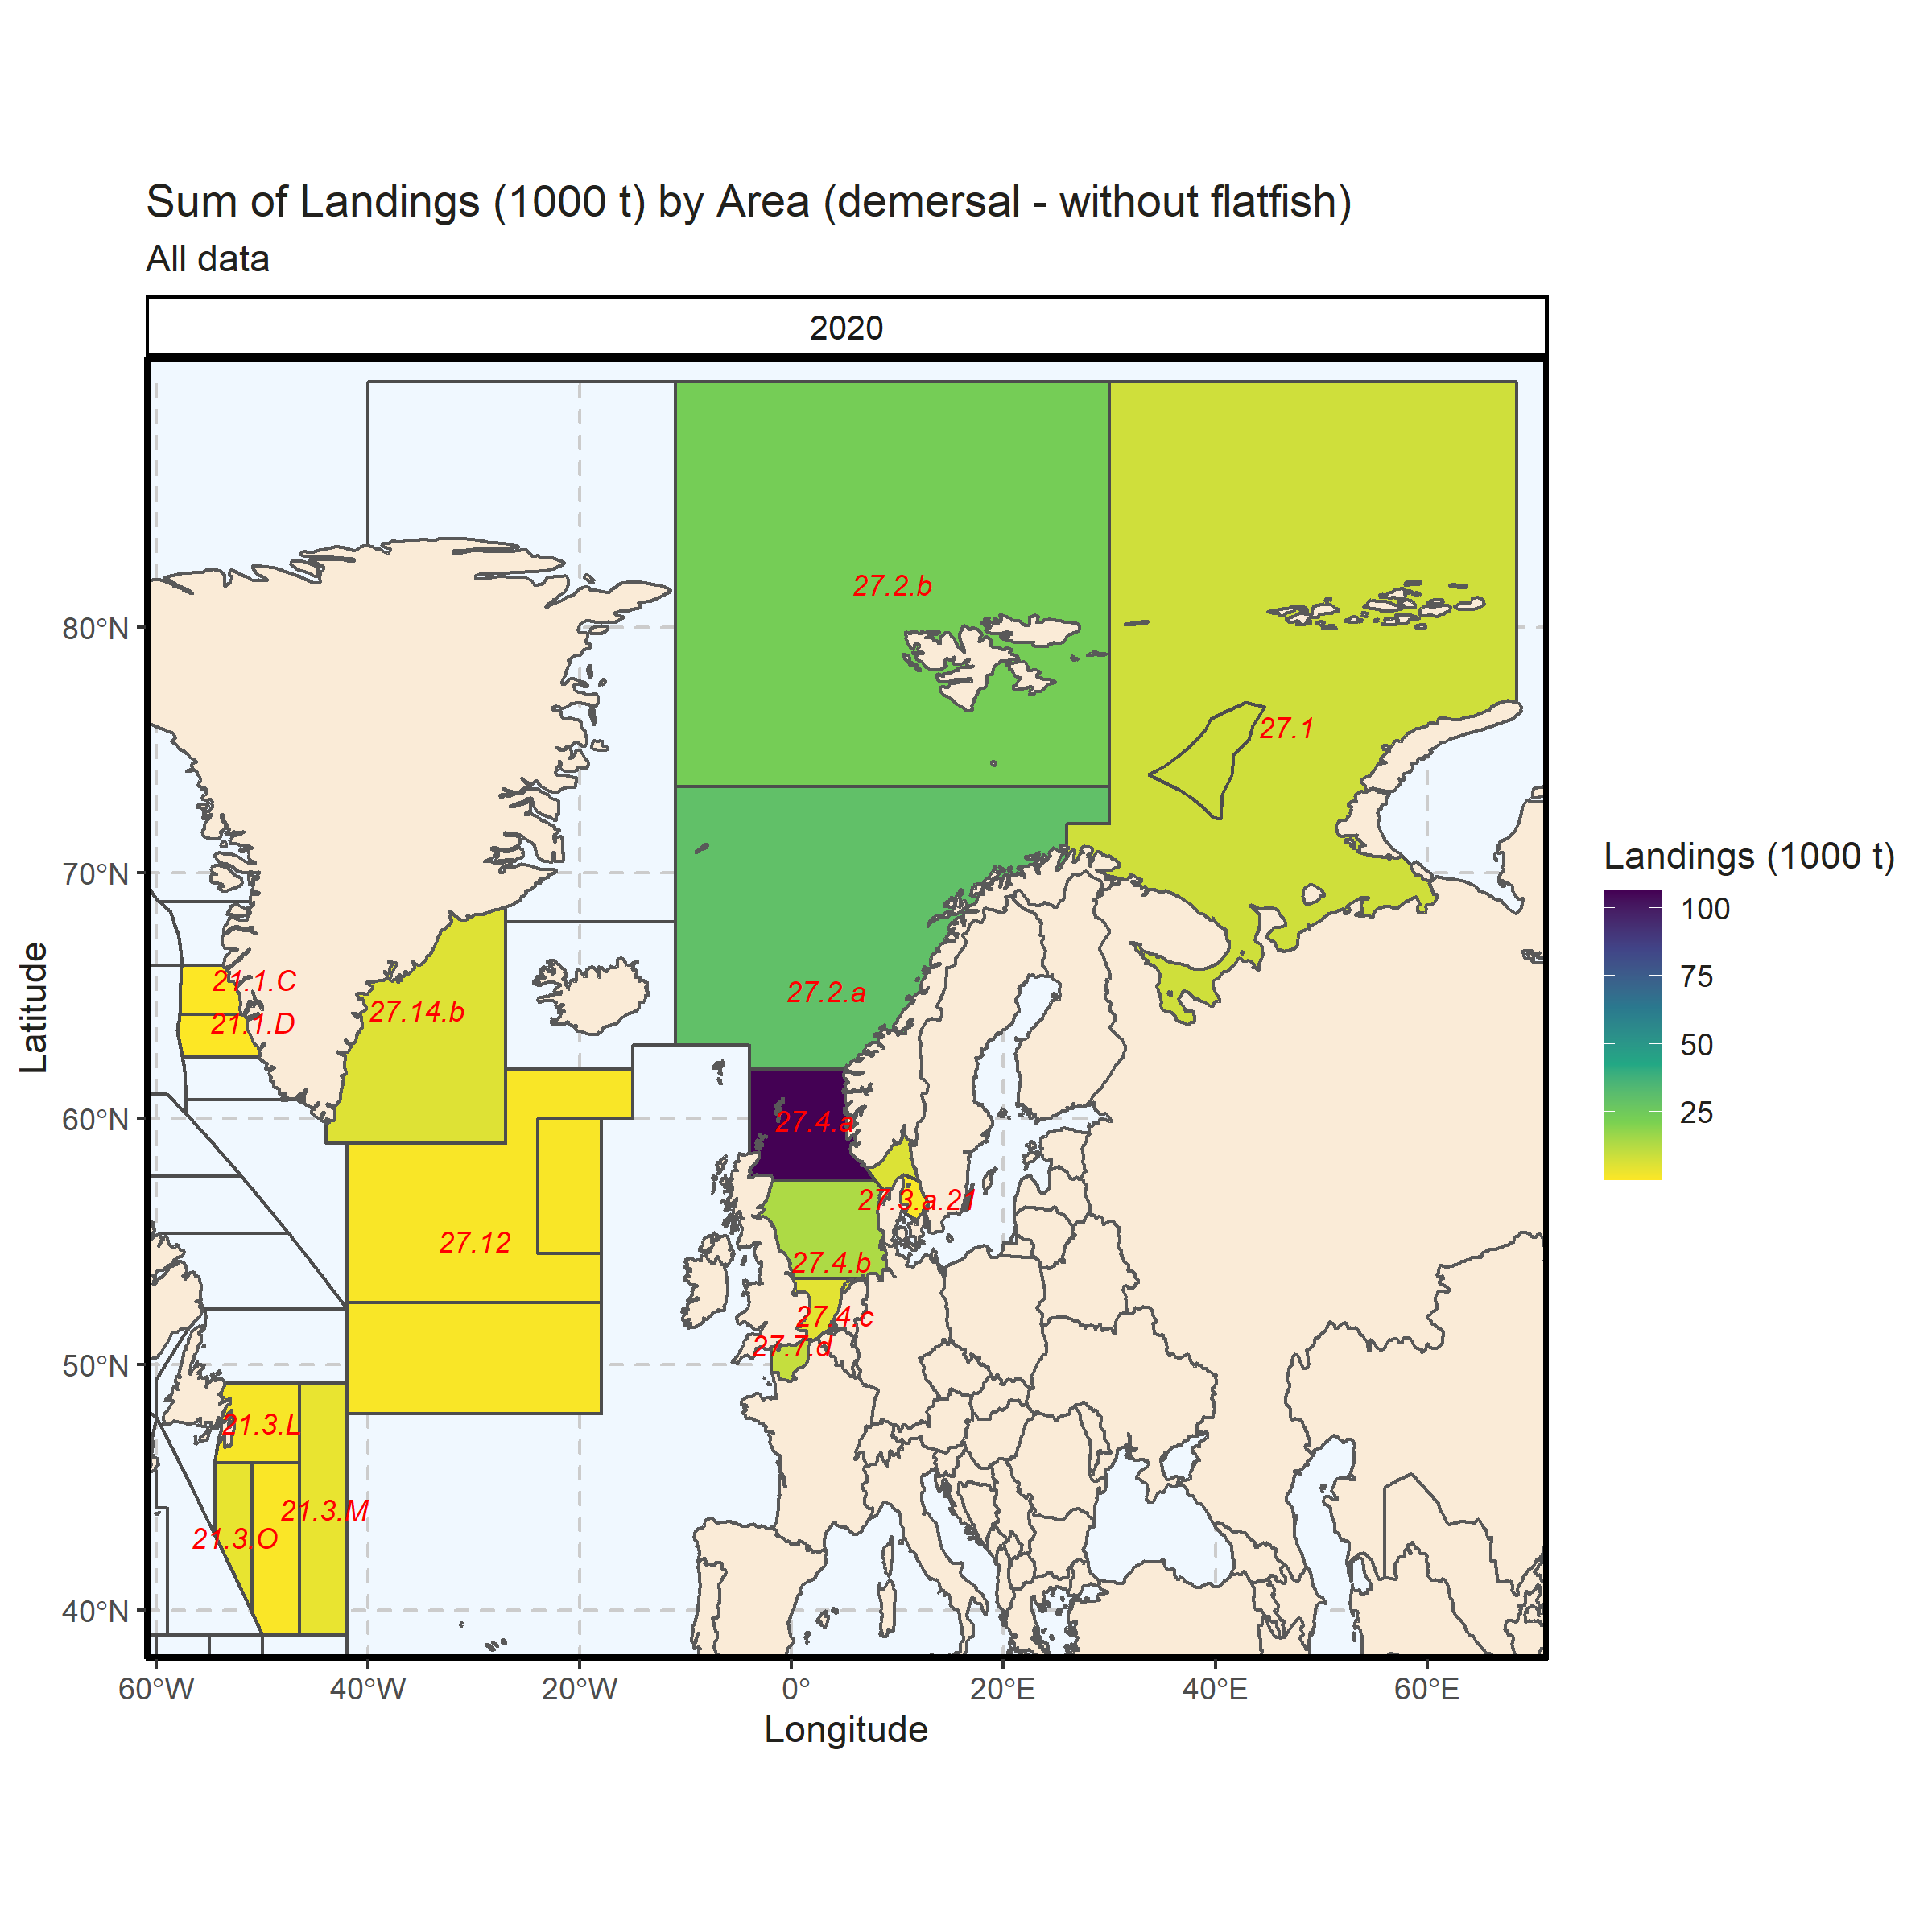 Sum of Landings (1000 t) by Area (demersal - without flatfish)
All data
2020
27.2.b
80°N
27.1
70°N
21.1.C
27.2.a
27.14.b
21.1.D
60°N
27.4.a
27.3.a.21
27.12
27.4.b
27.4.c
27.7.d
50°N
21.3.L
21.3.M
21.3.O
40°N
60°W 40°W 20°W 0° 20°E 40°E 60°E
Longitude
Latitude
Landings (1000 t)
100
75
50
25